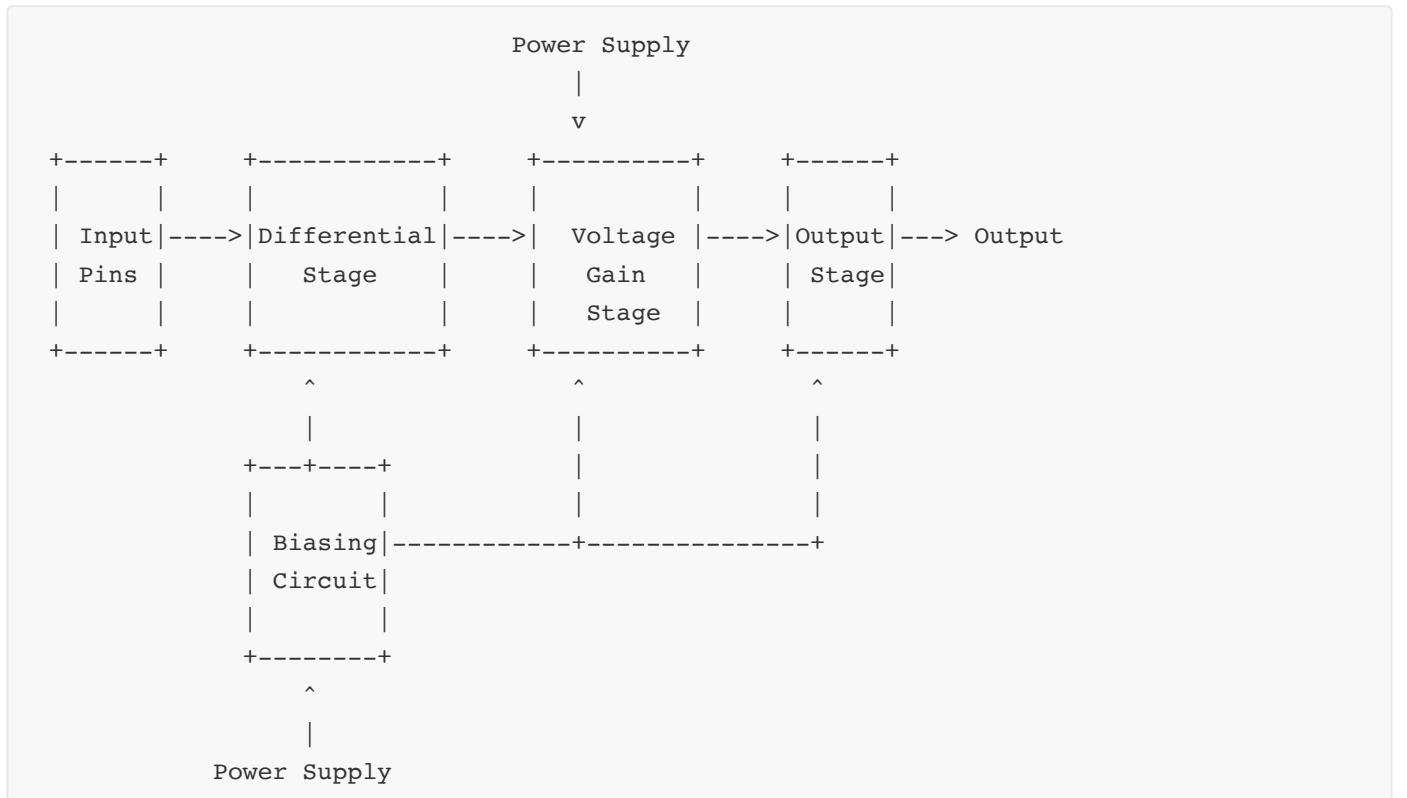 Power Supply
                                    |
                                    v
+------+     +------------+     +----------+     +------+
|      |     |            |     |          |     |      |
| Input|---->|Differential|---->|  Voltage |---->|Output|---> Output
| Pins |     |   Stage    |     |   Gain   |     | Stage|
|      |     |            |     |   Stage  |     |      |
+------+     +------------+     +----------+     +------+
                 ^                  ^               ^
                 |                  |               |
             +---+----+             |               |
             |        |             |               |
             | Biasing|------------+---------------+
             | Circuit|
             |        |
             +--------+
                 ^
                 |
           Power Supply